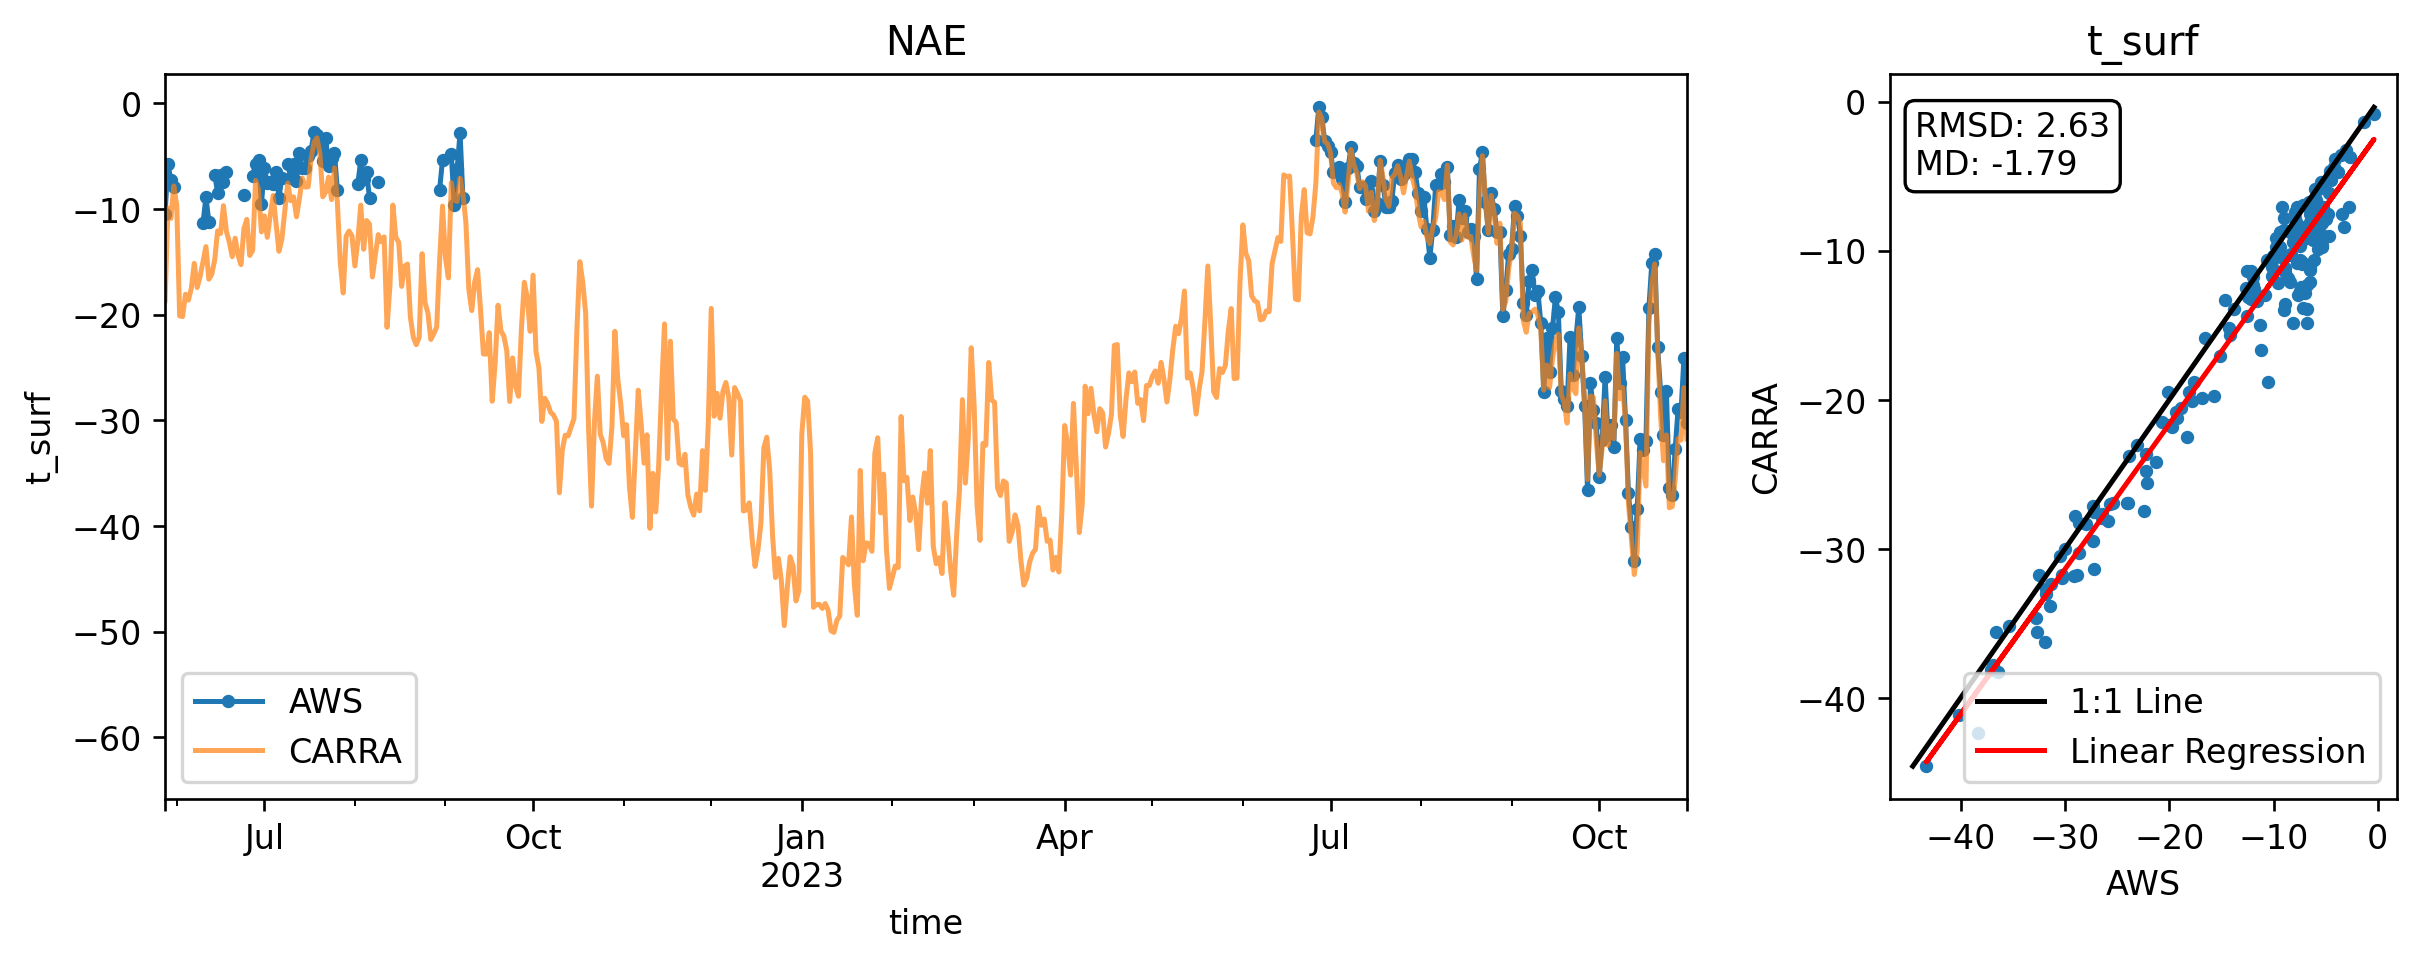 NAE
t_surf
0
−10
−20
−30
−40
−50
−60
AWS
CARRA
Jul
Oct
Jan
2023
Apr
Jul
Oct
time
t_surf
CARRA
0
−10
−20
−30
−40
RMSD: 2.63
MD: -1.79
1:1 Line
Linear Regression
−40
−30
−20
−10
0
AWS